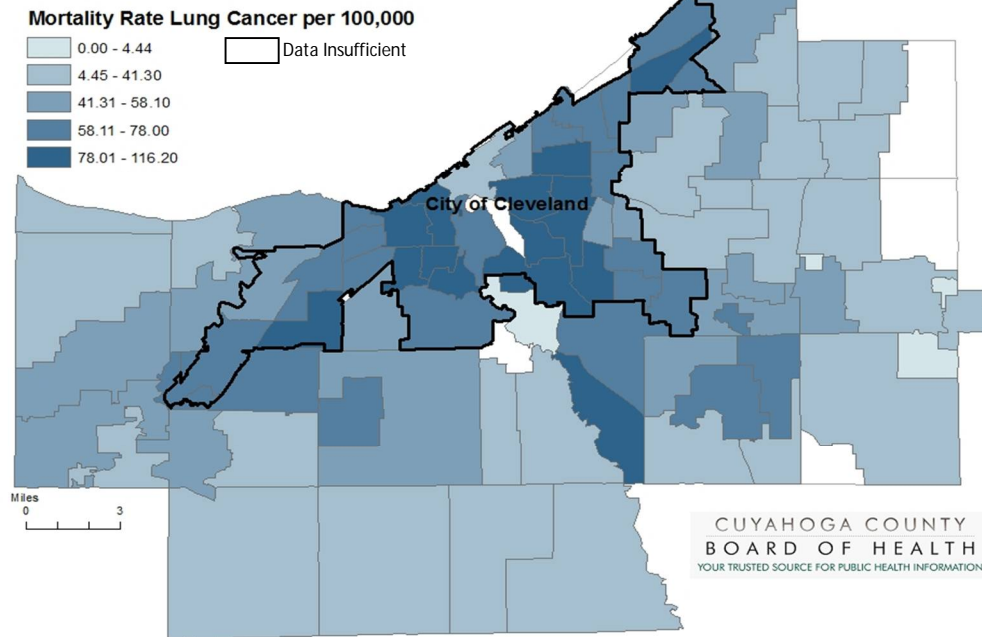 Mortality Rate Lung Cancer per 100,000
0.00 - 4.44
Data Insufficient
4.45 - 41.30
41.31 - 58.10
58.11 - 78.00
78.01 - 116.20
City of Cleveland
Miles
0 3
CUYAHOGA COUNTY
BOARD OF HEALTH
YOUR TRUSTED SOURCE FOR PUBLIC HEALTH INFORMATION